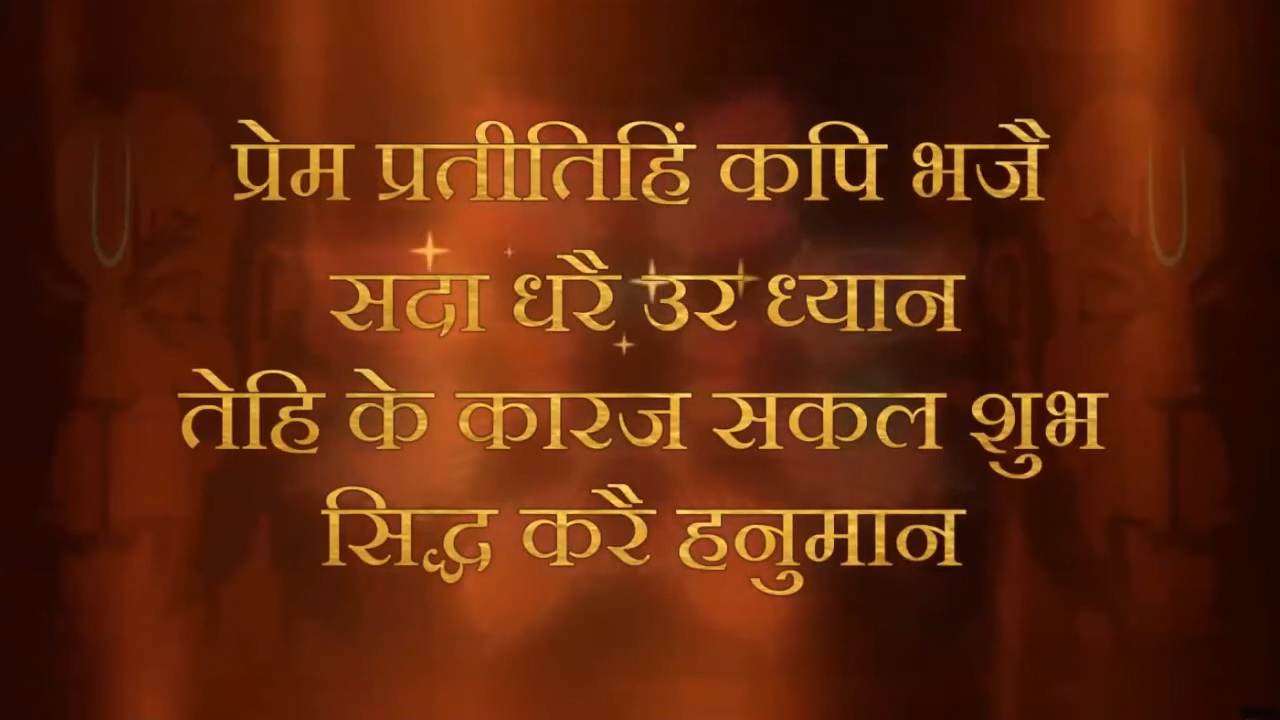 प्रेम प्रतीतिहिं कपि भजै
सदा धरै उर ध्यान
तेहि के कारज सकल शुभ
सिद्ध करै हनुमान